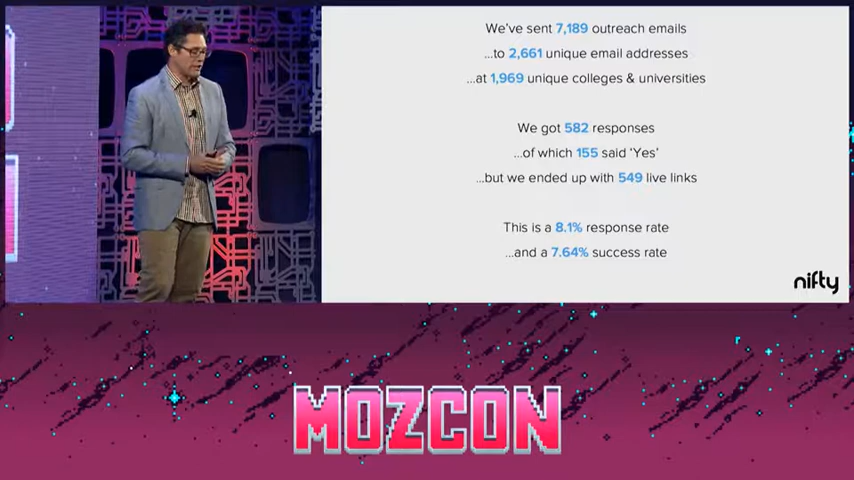 We've sent 7,189 outreach emails
...to 2,661 unique email addresses
...at 1,969 unique colleges & universities
We got 582 responses
...of which 155 said 'Yes'
...but we ended up with 549 live links
This is a 8.1% response rate
...and a 7.64% success rate
nifty
MOZCON